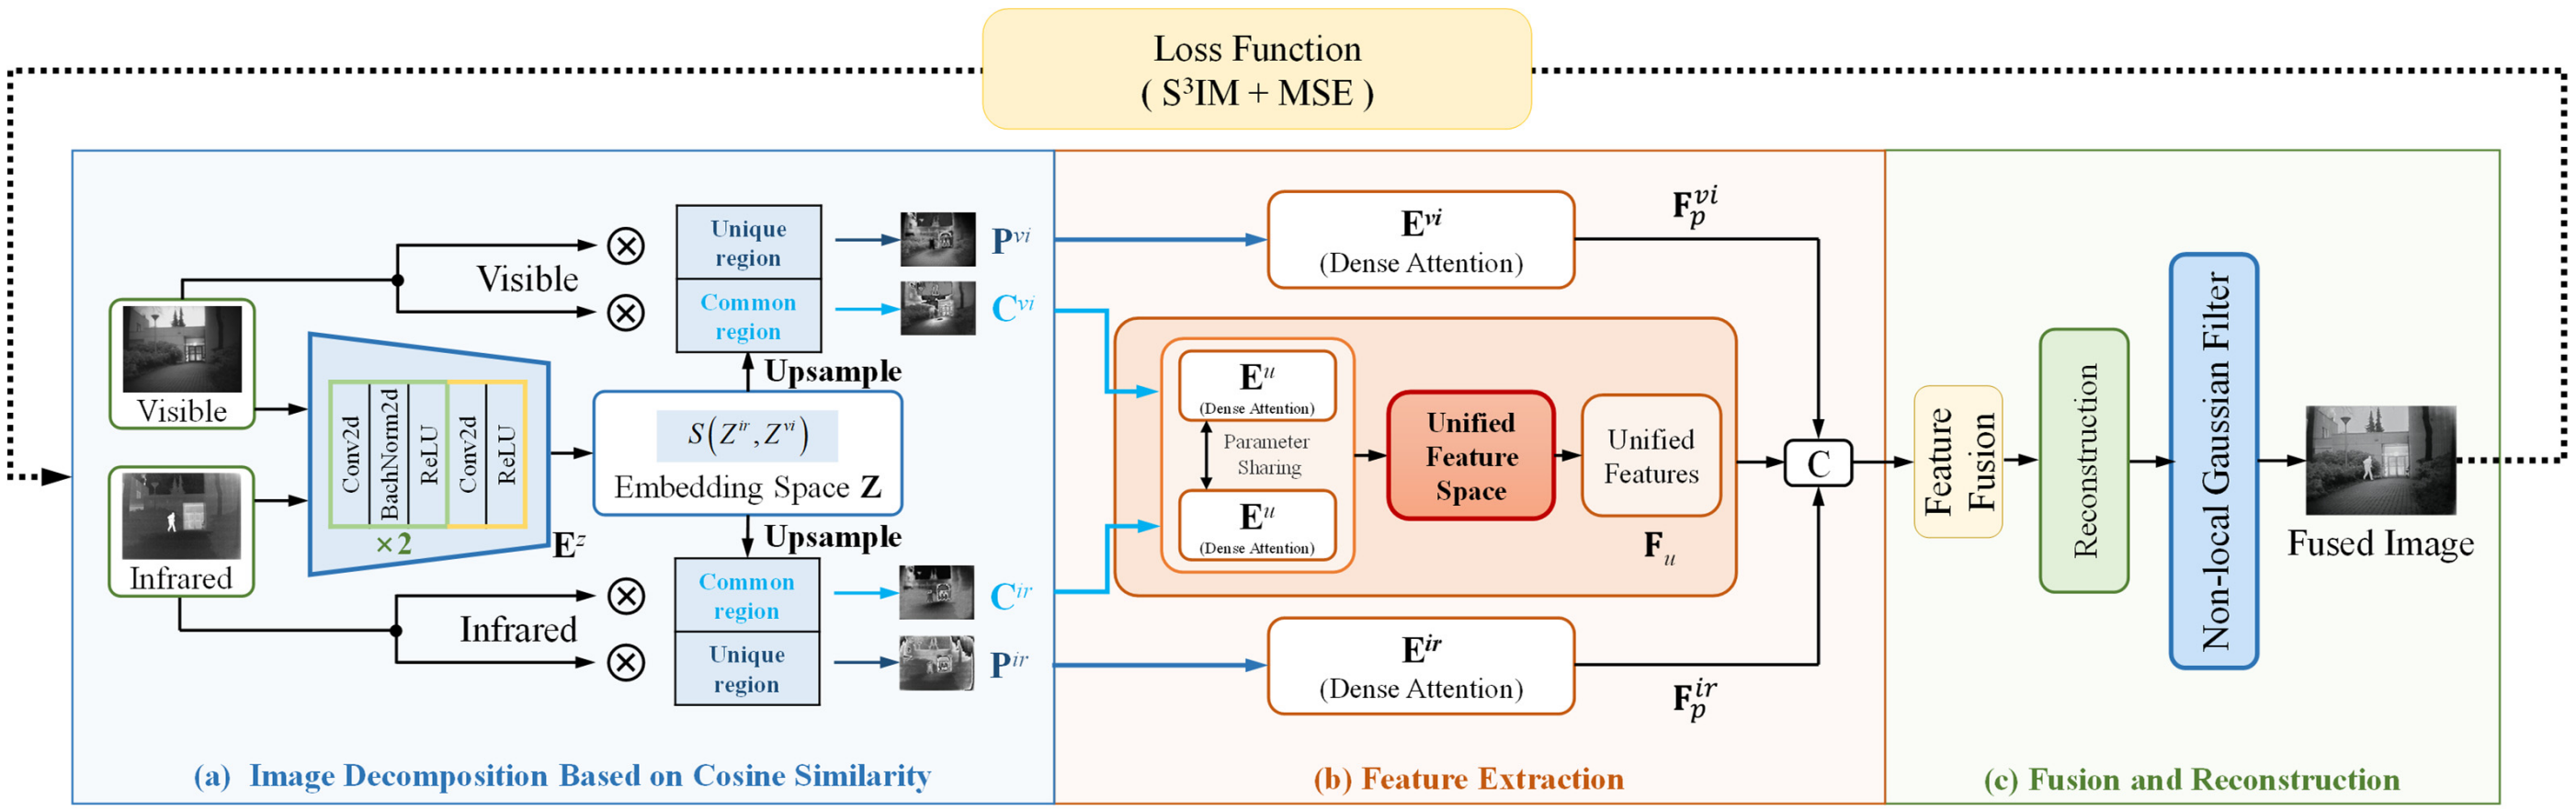 Loss Function
( S³IM + MSE )
Visible
Infrared
Conv2d
BachNorm2d
ReLU
Conv2d
ReLU
×2
E^z
Visible
Unique
region
Common
region
Upsample
S(Z^ir, Z^vi)
Embedding Space Z
Upsample
Common
region
Unique
region
Infrared
P^vi
C^vi
C^ir
P^ir
(a) Image Decomposition Based on Cosine Similarity
E^vi
(Dense Attention)
F_p^vi
E^u
(Dense Attention)
Parameter
Sharing
E^u
(Dense Attention)
Unified
Feature
Space
Unified
Features
F_u
E^ir
(Dense Attention)
F_p^ir
C
(b) Feature Extraction
Feature
Fusion
Reconstruction
Non-local Gaussian Filter
Fused Image
(c) Fusion and Reconstruction